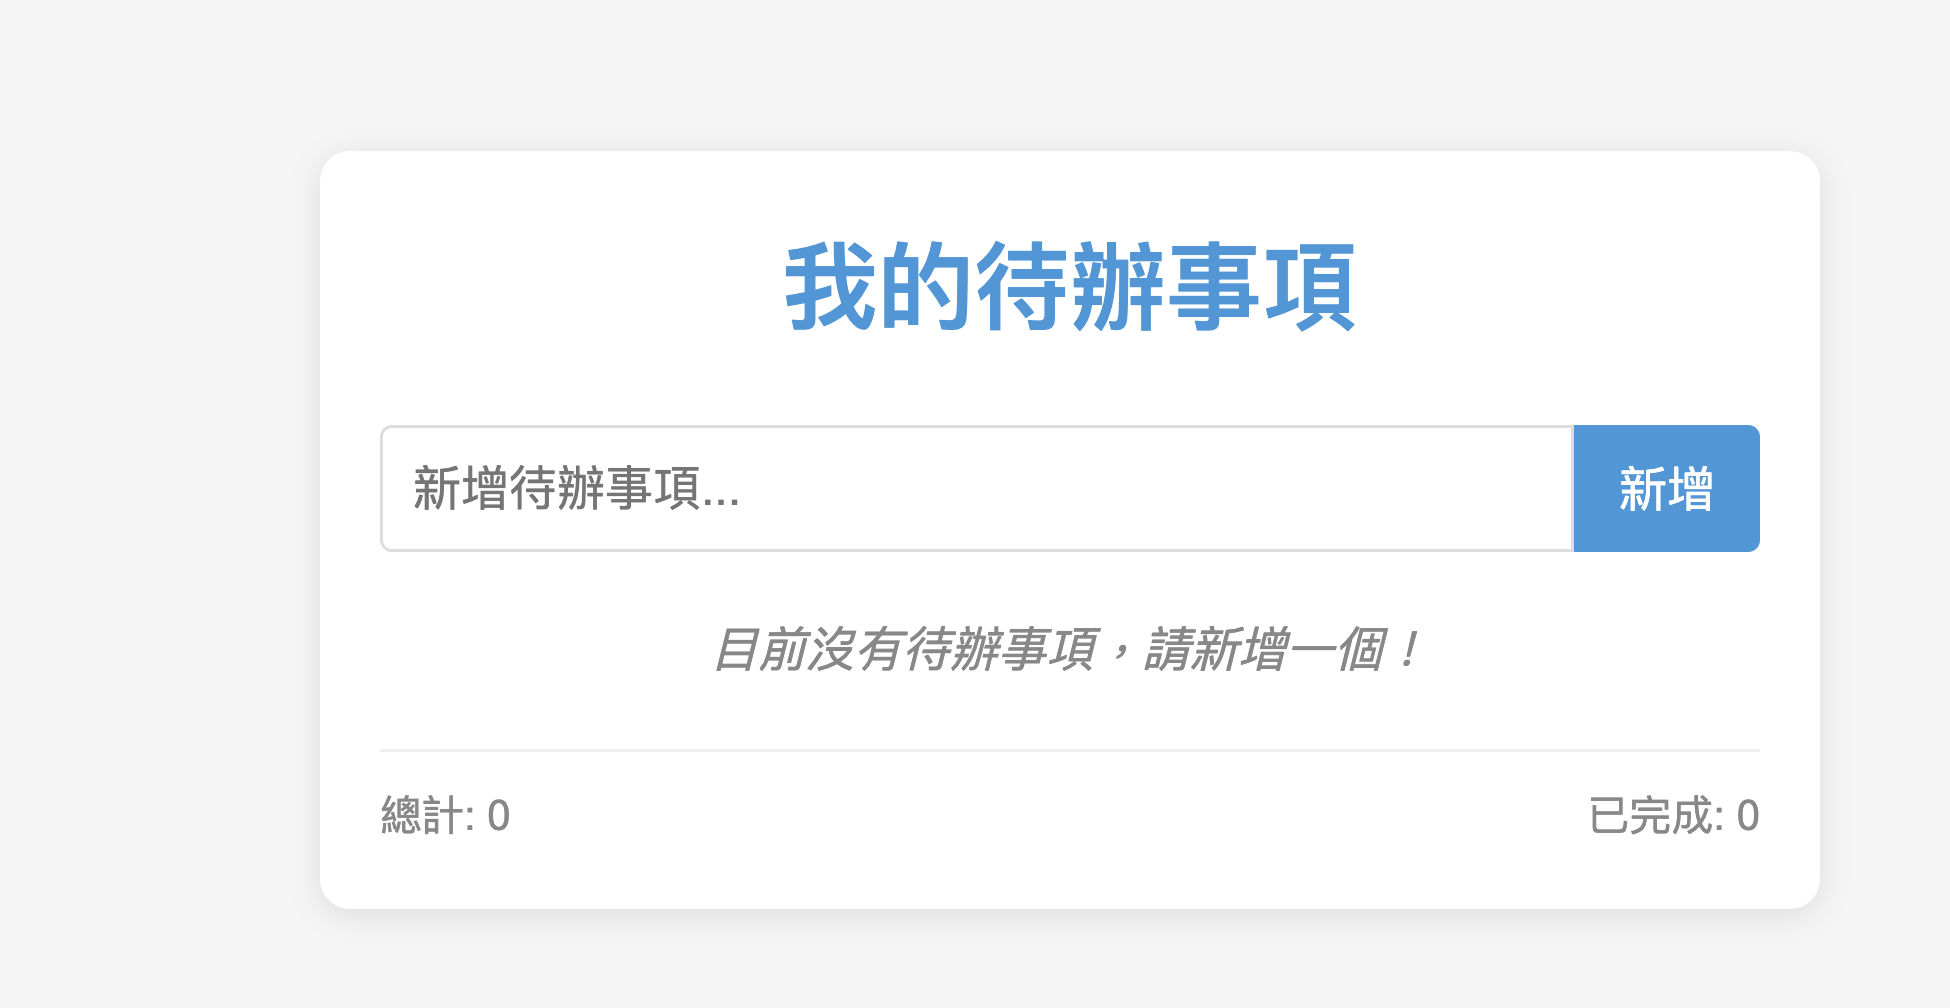 我的待辦事項
新增待辦事項...
新增
目前沒有待辦事項，請新增一個！
總計: 0
已完成: 0